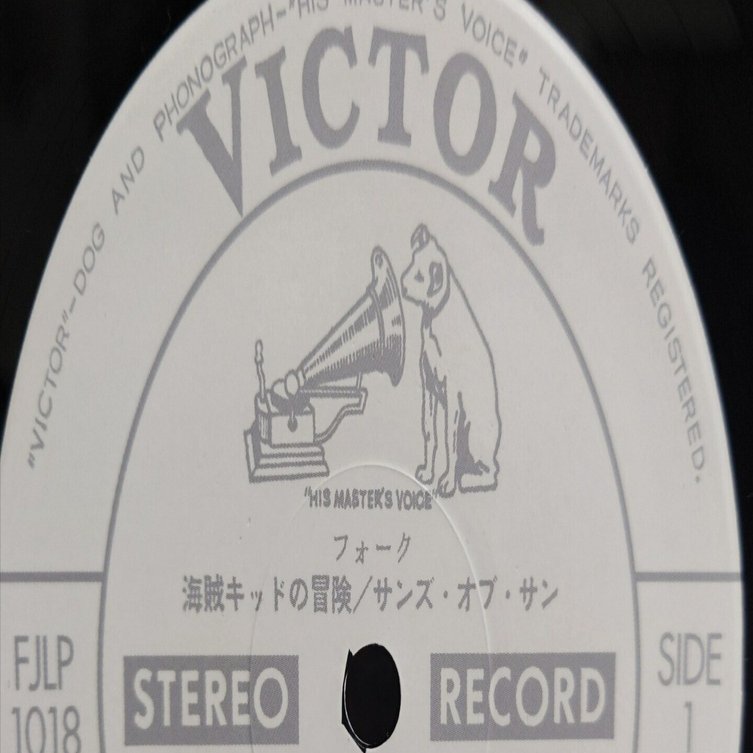 "VICTOR"–DOG AND PHONOGRAPH–"HIS MASTER'S VOICE" TRADEMARKS REGISTERED.
VICTOR
"HIS MASTER'S VOICE"
フォーク
海賊キッドの冒険/サンズ・オブ・サン
FJLP
1018
STEREO
RECORD
SIDE
1